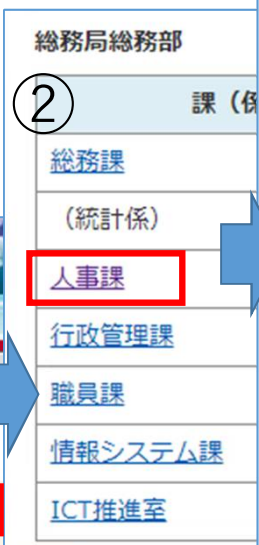 総務局総務部
②
課（係
総務課
（統計係）
人事課
行政管理課
職員課
情報システム課
ICT推進室